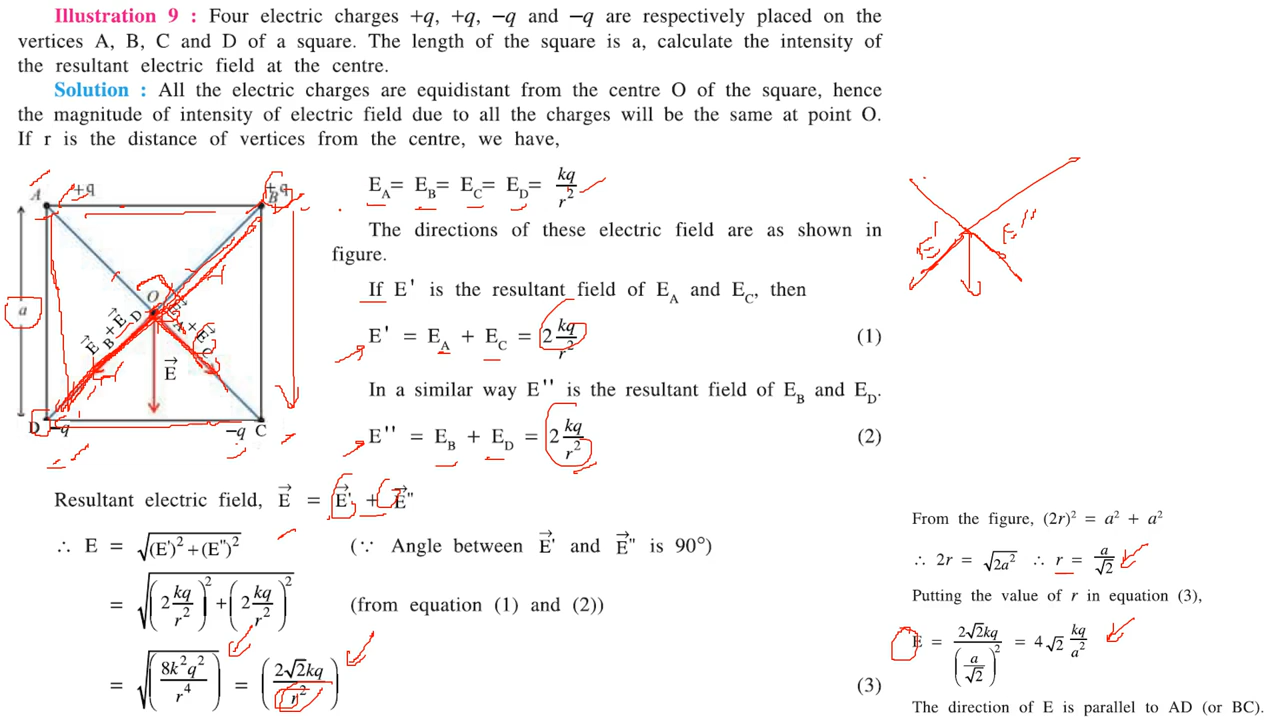 Illustration 9 : Four electric charges +q, +q, −q and −q are respectively placed on the
vertices A, B, C and D of a square. The length of the square is a, calculate the intensity of
the resultant electric field at the centre.
Solution : All the electric charges are equidistant from the centre O of the square, hence
the magnitude of intensity of electric field due to all the charges will be the same at point O.
If r is the distance of vertices from the centre, we have,
A +q
+q
B
a
O
E⃗_B + E⃗_D
E⃗_A + E⃗_C
E⃗
D −q
−q C
E_A = E_B = E_C = E_D = kq/r²
The directions of these electric field are as shown in
figure.
If E' is the resultant field of E_A and E_C, then
E' = E_A + E_C = 2 kq/r² (1)
In a similar way E'' is the resultant field of E_B and E_D.
E'' = E_B + E_D = 2 kq/r² (2)
Resultant electric field, E⃗ = E⃗' + E⃗''
∴ E = √((E')² + (E'')²) (∵ Angle between E⃗' and E⃗'' is 90°)
= √((2 kq/r²)² + (2 kq/r²)²) (from equation (1) and (2))
= √(8k²q²/r⁴) = (2√2kq/r²) (3)
E'
E''
From the figure, (2r)² = a² + a²
∴ 2r = √2a² ∴ r = a/√2
Putting the value of r in equation (3),
E = 2√2kq/(a/√2)² = 4√2 kq/a²
The direction of E is parallel to AD (or BC).